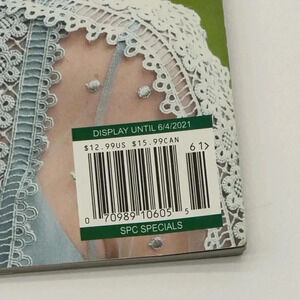 DISPLAY UNTIL 6/4/2021
$12.99US $15.99CAN 61>
0 70989 10605 5
SPC SPECIALS